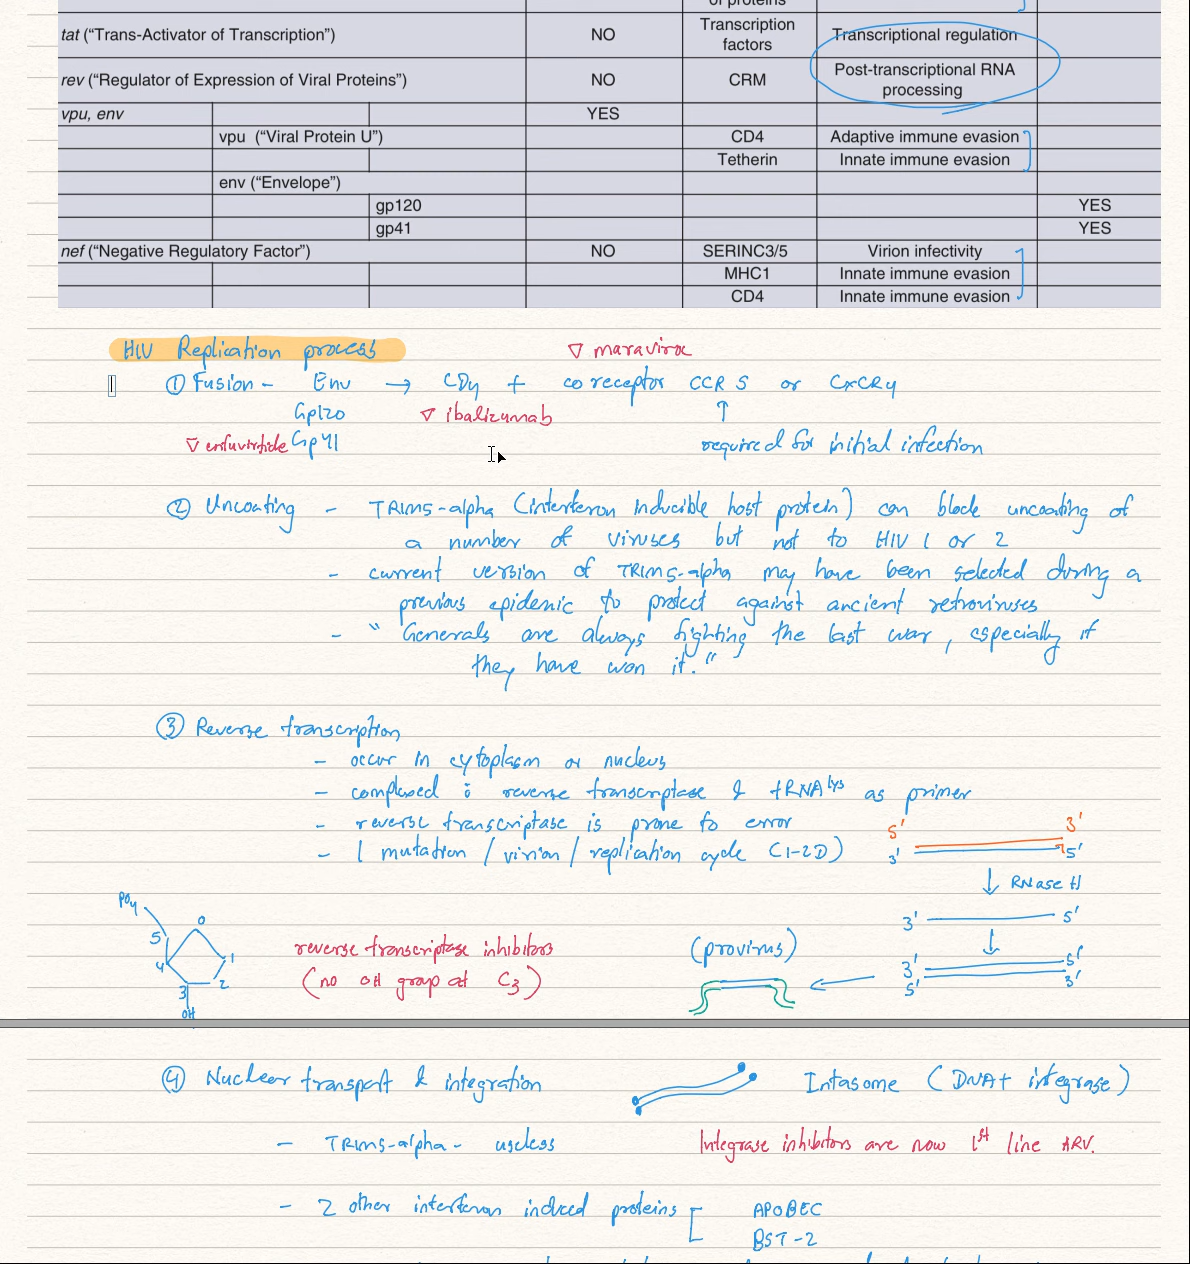 of proteins
tat (“Trans-Activator of Transcription”) NO Transcription factors Transcriptional regulation
rev (“Regulator of Expression of Viral Proteins”) NO CRM Post-transcriptional RNA processing
vpu, env YES
vpu (“Viral Protein U”) CD4 Adaptive immune evasion
Tetherin Innate immune evasion
env (“Envelope”)
gp120 YES
gp41 YES
nef (“Negative Regulatory Factor”) NO SERINC3/5 Virion infectivity
MHC1 Innate immune evasion
CD4 Innate immune evasion
HIV Replication process
▽ maraviroc
① Fusion - Env → CD4 + coreceptor CCR5 or CXCR4
Gp120 ▽ ibalizumab ↑
▽ enfuvirtide Gp41 required for initial infection
② Uncoating - TRIM5-alpha (interferon inducible host protein) can block uncoating of
a number of viruses but not to HIV 1 or 2
- current version of TRIM5-alpha may have been selected during a
previous epidemic to protect against ancient retroviruses
- “Generals are always fighting the last war, especially if
they have won it.”
③ Reverse transcription
- occur in cytoplasm or nucleus
- complexed c̄ reverse transcriptase & tRNA lys as primer
- reverse transcriptase is prone to error
- 1 mutation / virion / replication cycle (1-2D)
5' 3'
3' 5'
↓ RNase H
3' 5'
↓
3' 5'
5' 3'
PO4
O
5
4 1
3 2
OH
reverse transcriptase inhibitors
(no OH group at C3)
(provirus)
④ Nuclear transport & integration Intasome (DNA + integrase)
- TRIM5-alpha - useless Integrase inhibitors are now 1st line ARV.
- 2 other interferon induced proteins [ APOBEC
BST-2